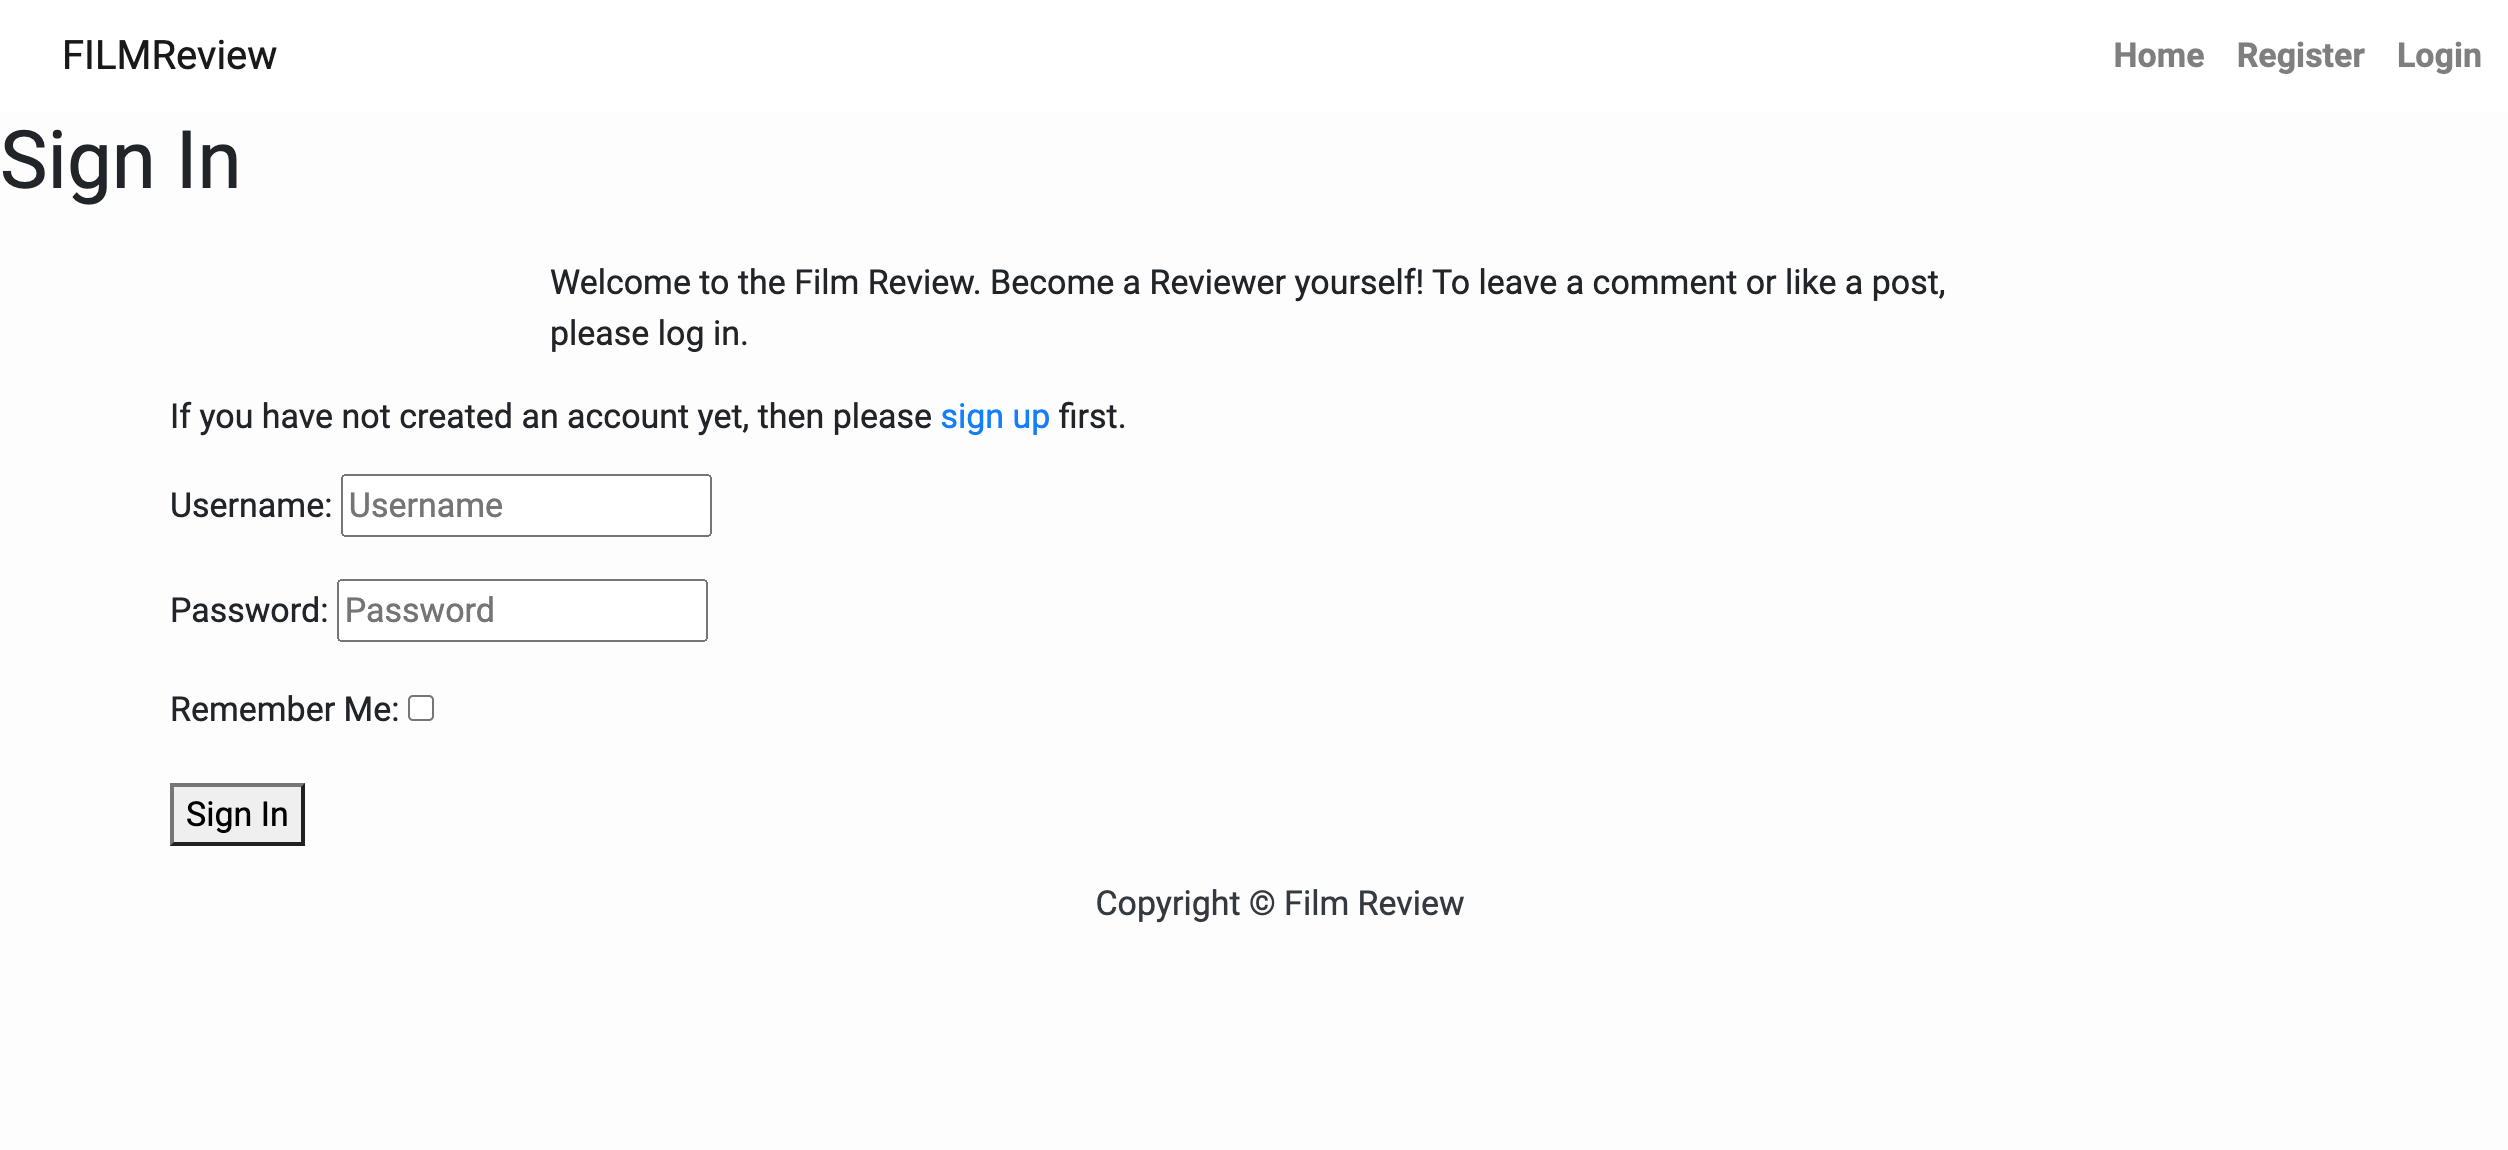 FILMReview
Home Register Login
Sign In
Welcome to the Film Review. Become a Reviewer yourself! To leave a comment or like a post,
please log in.
If you have not created an account yet, then please sign up first.
Username: Username
Password: Password
Remember Me:
Sign In
Copyright © Film Review